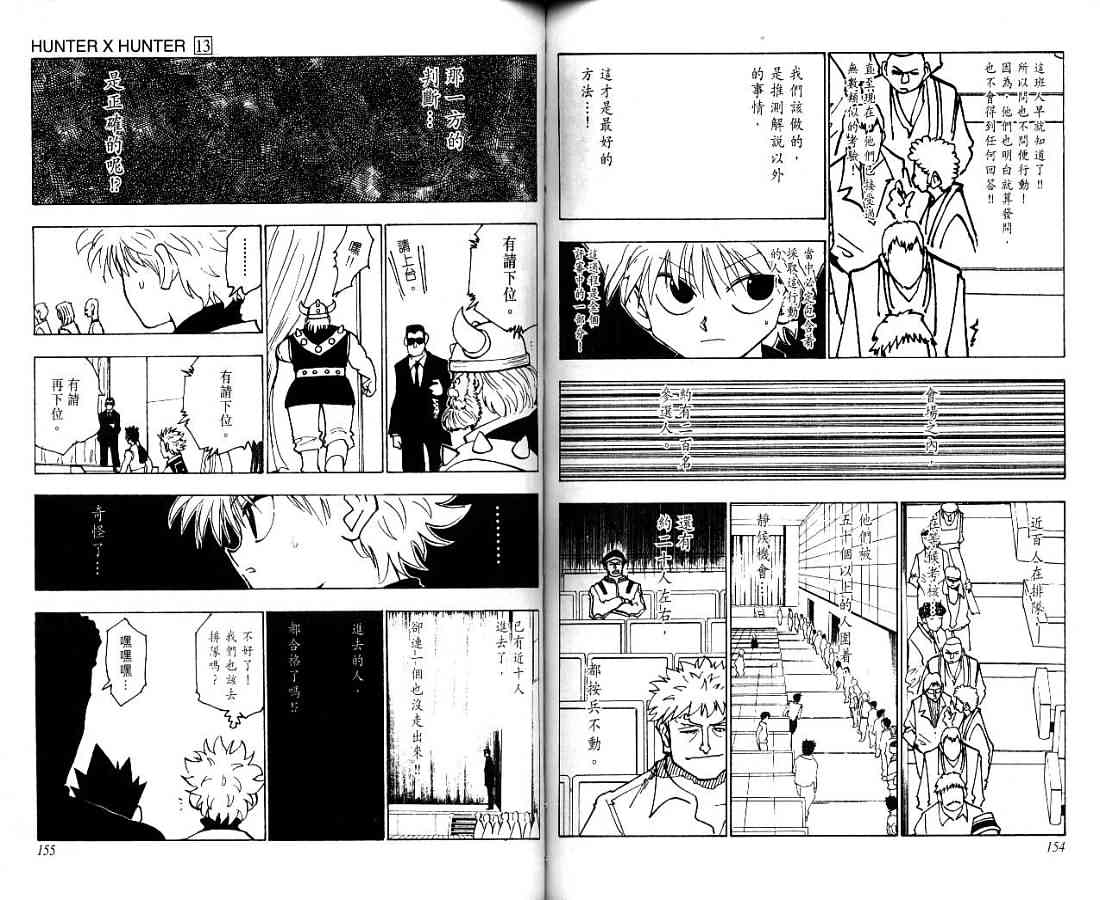 這班人早就知道了!!
所以問也不問便行動!
因為,他們也明白就算發問,
也不會得到任何回答!!
直至現在,他們已接受過
無數類似的考驗!
我們該做的,
是推測解說以外
的事情,
這才是最好的
方法…!
當中必定包含着
採取這行動
的人!
這過程是全個
計畫中的一部分!
會場之內,
約有二百名
參選人。
近百人在排隊
在等候考核…
他們被
五十個以上的人圍着
靜候機會…
還有
約二十人左右,
都按兵不動。
154
HUNTER X HUNTER 13
那一方的
判斷…
是正確的呢!?
有請下位。
請上台。
嘿!!
………
有請下位。
有請
再下位。
………
奇怪了…
已有近十人
進去了,
卻連一個也沒走出來!!
進去的人,
都合格了嗎!?
不好了!
我們也該去
排隊嗎?
嘿嘿嘿…
155